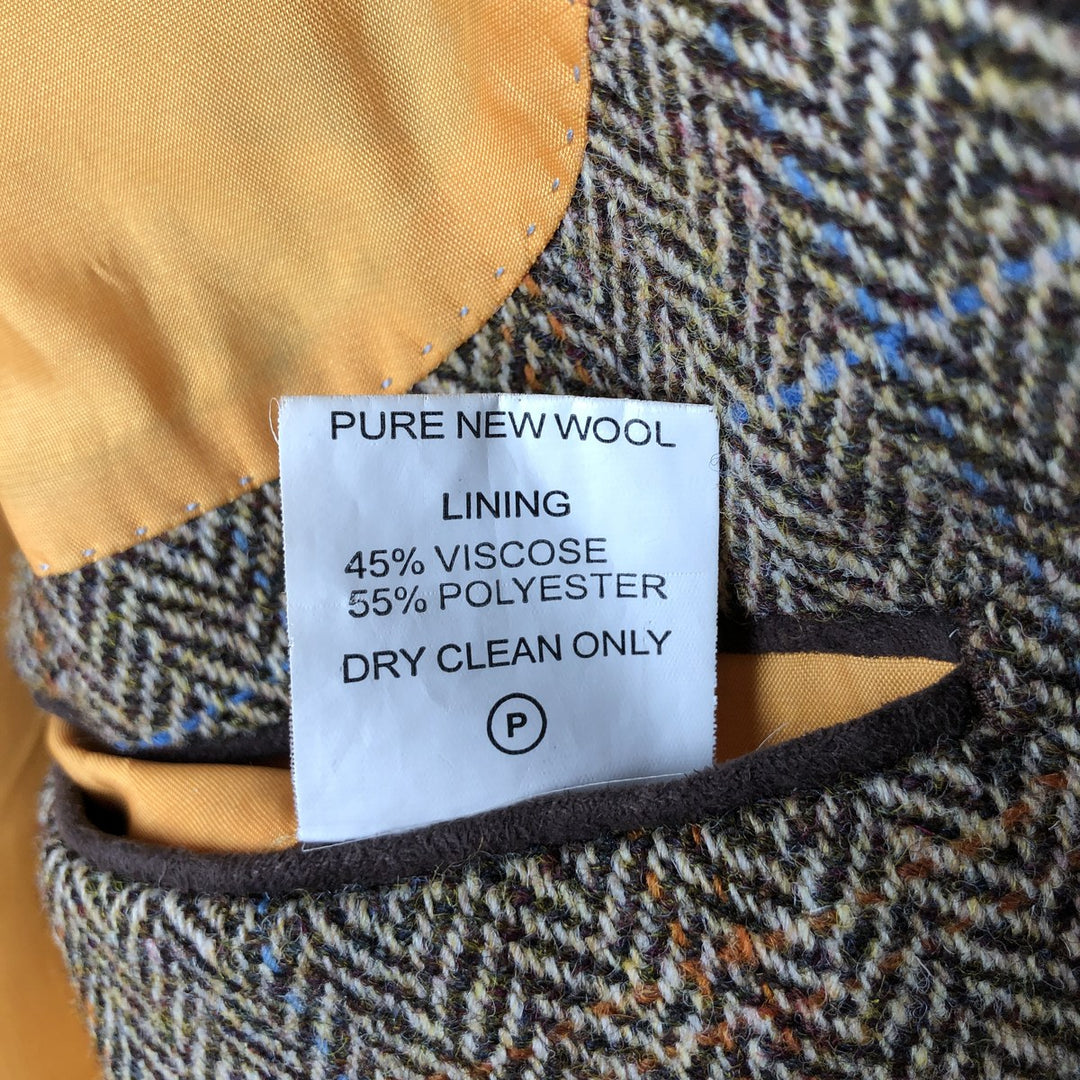 PURE NEW WOOL
LINING
45% VISCOSE
55% POLYESTER
DRY CLEAN ONLY
P